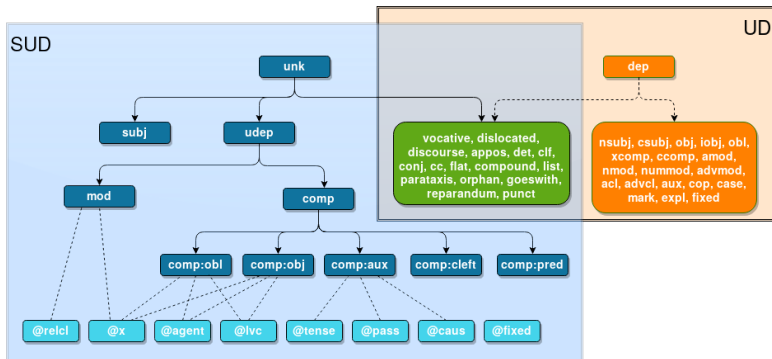 SUD
UD
unk
dep
subj
udep
vocative, dislocated,
discourse, appos, det, clf,
conj, cc, flat, compound, list,
parataxis, orphan, goeswith,
reparandum, punct
nsubj, csubj, obj, iobj, obl,
xcomp, ccomp, amod,
nmod, nummod, advmod,
acl, advcl, aux, cop, case,
mark, expl, fixed
mod
comp
comp:obl
comp:obj
comp:aux
comp:cleft
comp:pred
@relcl
@x
@agent
@lvc
@tense
@pass
@caus
@fixed